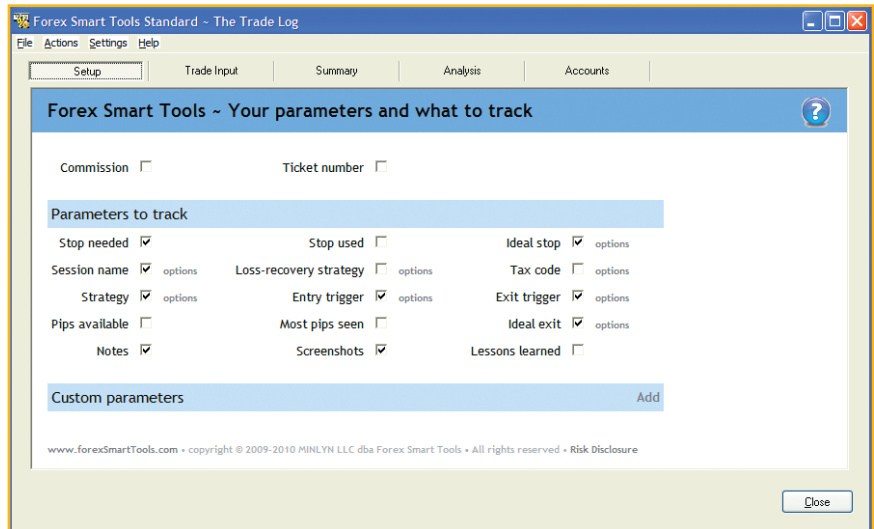 Forex Smart Tools Standard ~ The Trade Log
File Actions Settings Help
Setup Trade Input Summary Analysis Accounts
Forex Smart Tools ~ Your parameters and what to track ?
Commission Ticket number
Parameters to track
Stop needed Stop used Ideal stop options
Session name options Loss-recovery strategy options Tax code options
Strategy options Entry trigger options Exit trigger options
Pips available Most pips seen Ideal exit options
Notes Screenshots Lessons learned
Custom parameters Add
www.forexSmartTools.com • copyright © 2009-2010 MINLYN LLC dba Forex Smart Tools • All rights reserved • Risk Disclosure
Close